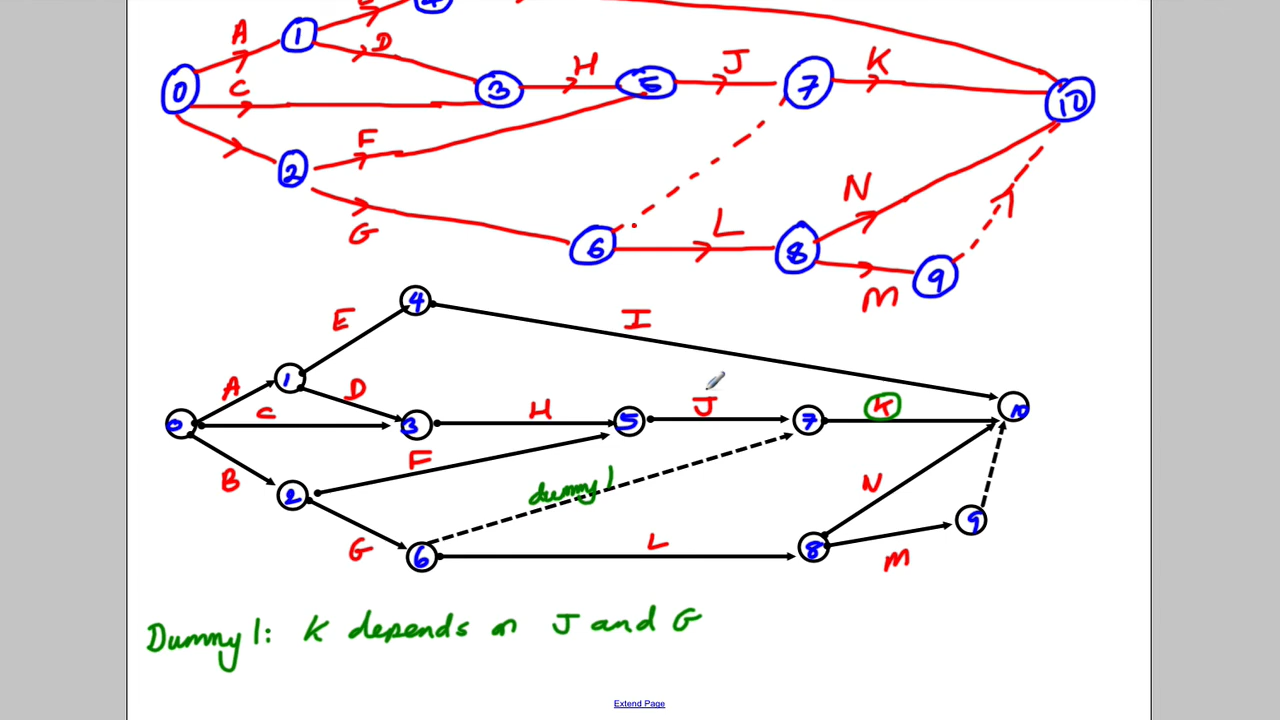 A
1
D
0
C
3
H
5
J
7
K
10
2
F
G
6
L
8
N
9
M
4
E
I
1
A
D
0
C
3
H
5
J
7
K
10
B
2
F
dummy 1
G
6
L
8
N
9
M
Dummy 1: K depends on J and G
Extend Page